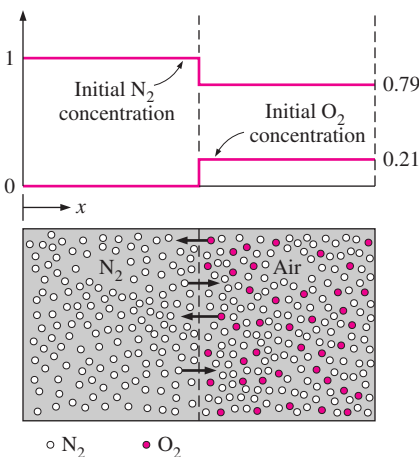 1
Initial N₂
concentration
0.79
Initial O₂
concentration
0.21
0
x
N₂
Air
N₂
O₂